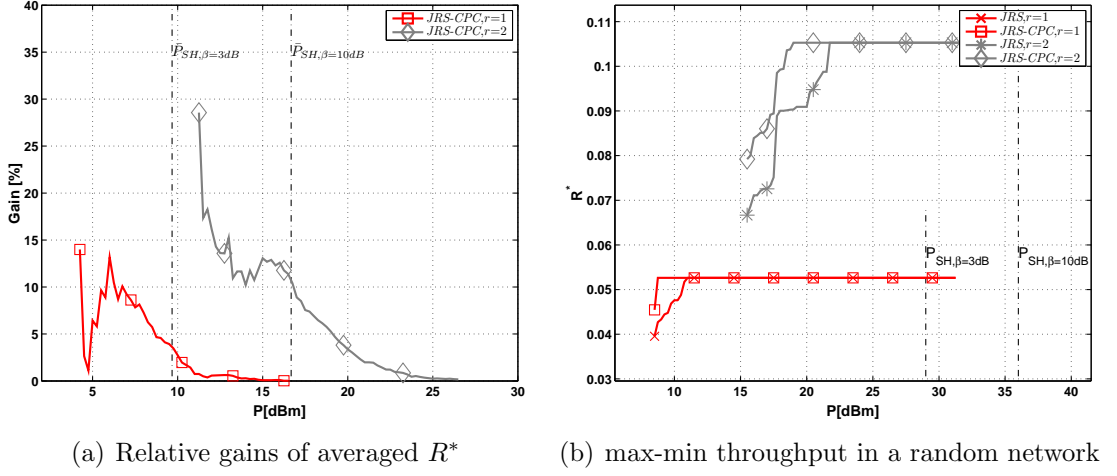 40
35
30
25
20
15
10
5
0
Gain [%]
5 10 15 20 25 30
P[dBm]
JRS-CPC,r=1
JRS-CPC,r=2
P̄SH,β=3dB
P̄SH,β=10dB
(a) Relative gains of averaged R*
0.11
0.1
0.09
0.08
0.07
0.06
0.05
0.04
0.03
R*
10 15 20 25 30 35 40
P[dBm]
JRS,r=1
JRS-CPC,r=1
JRS,r=2
JRS-CPC,r=2
PSH,β=3dB
PSH,β=10dB
(b) max-min throughput in a random network